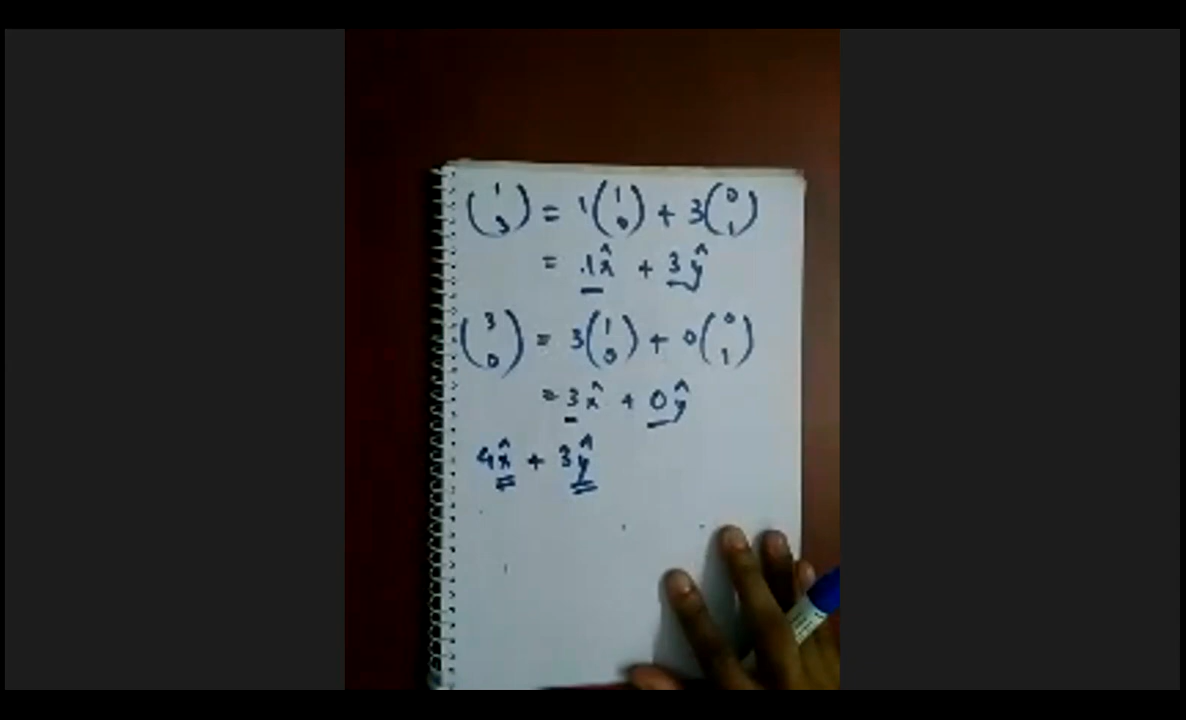 (1 3) = 1(1 0) + 3(0 1)
= 1x̂ + 3ŷ
(3 0) = 3(1 0) + 0(0 1)
= 3x̂ + 0ŷ
4x̂ + 3ŷ